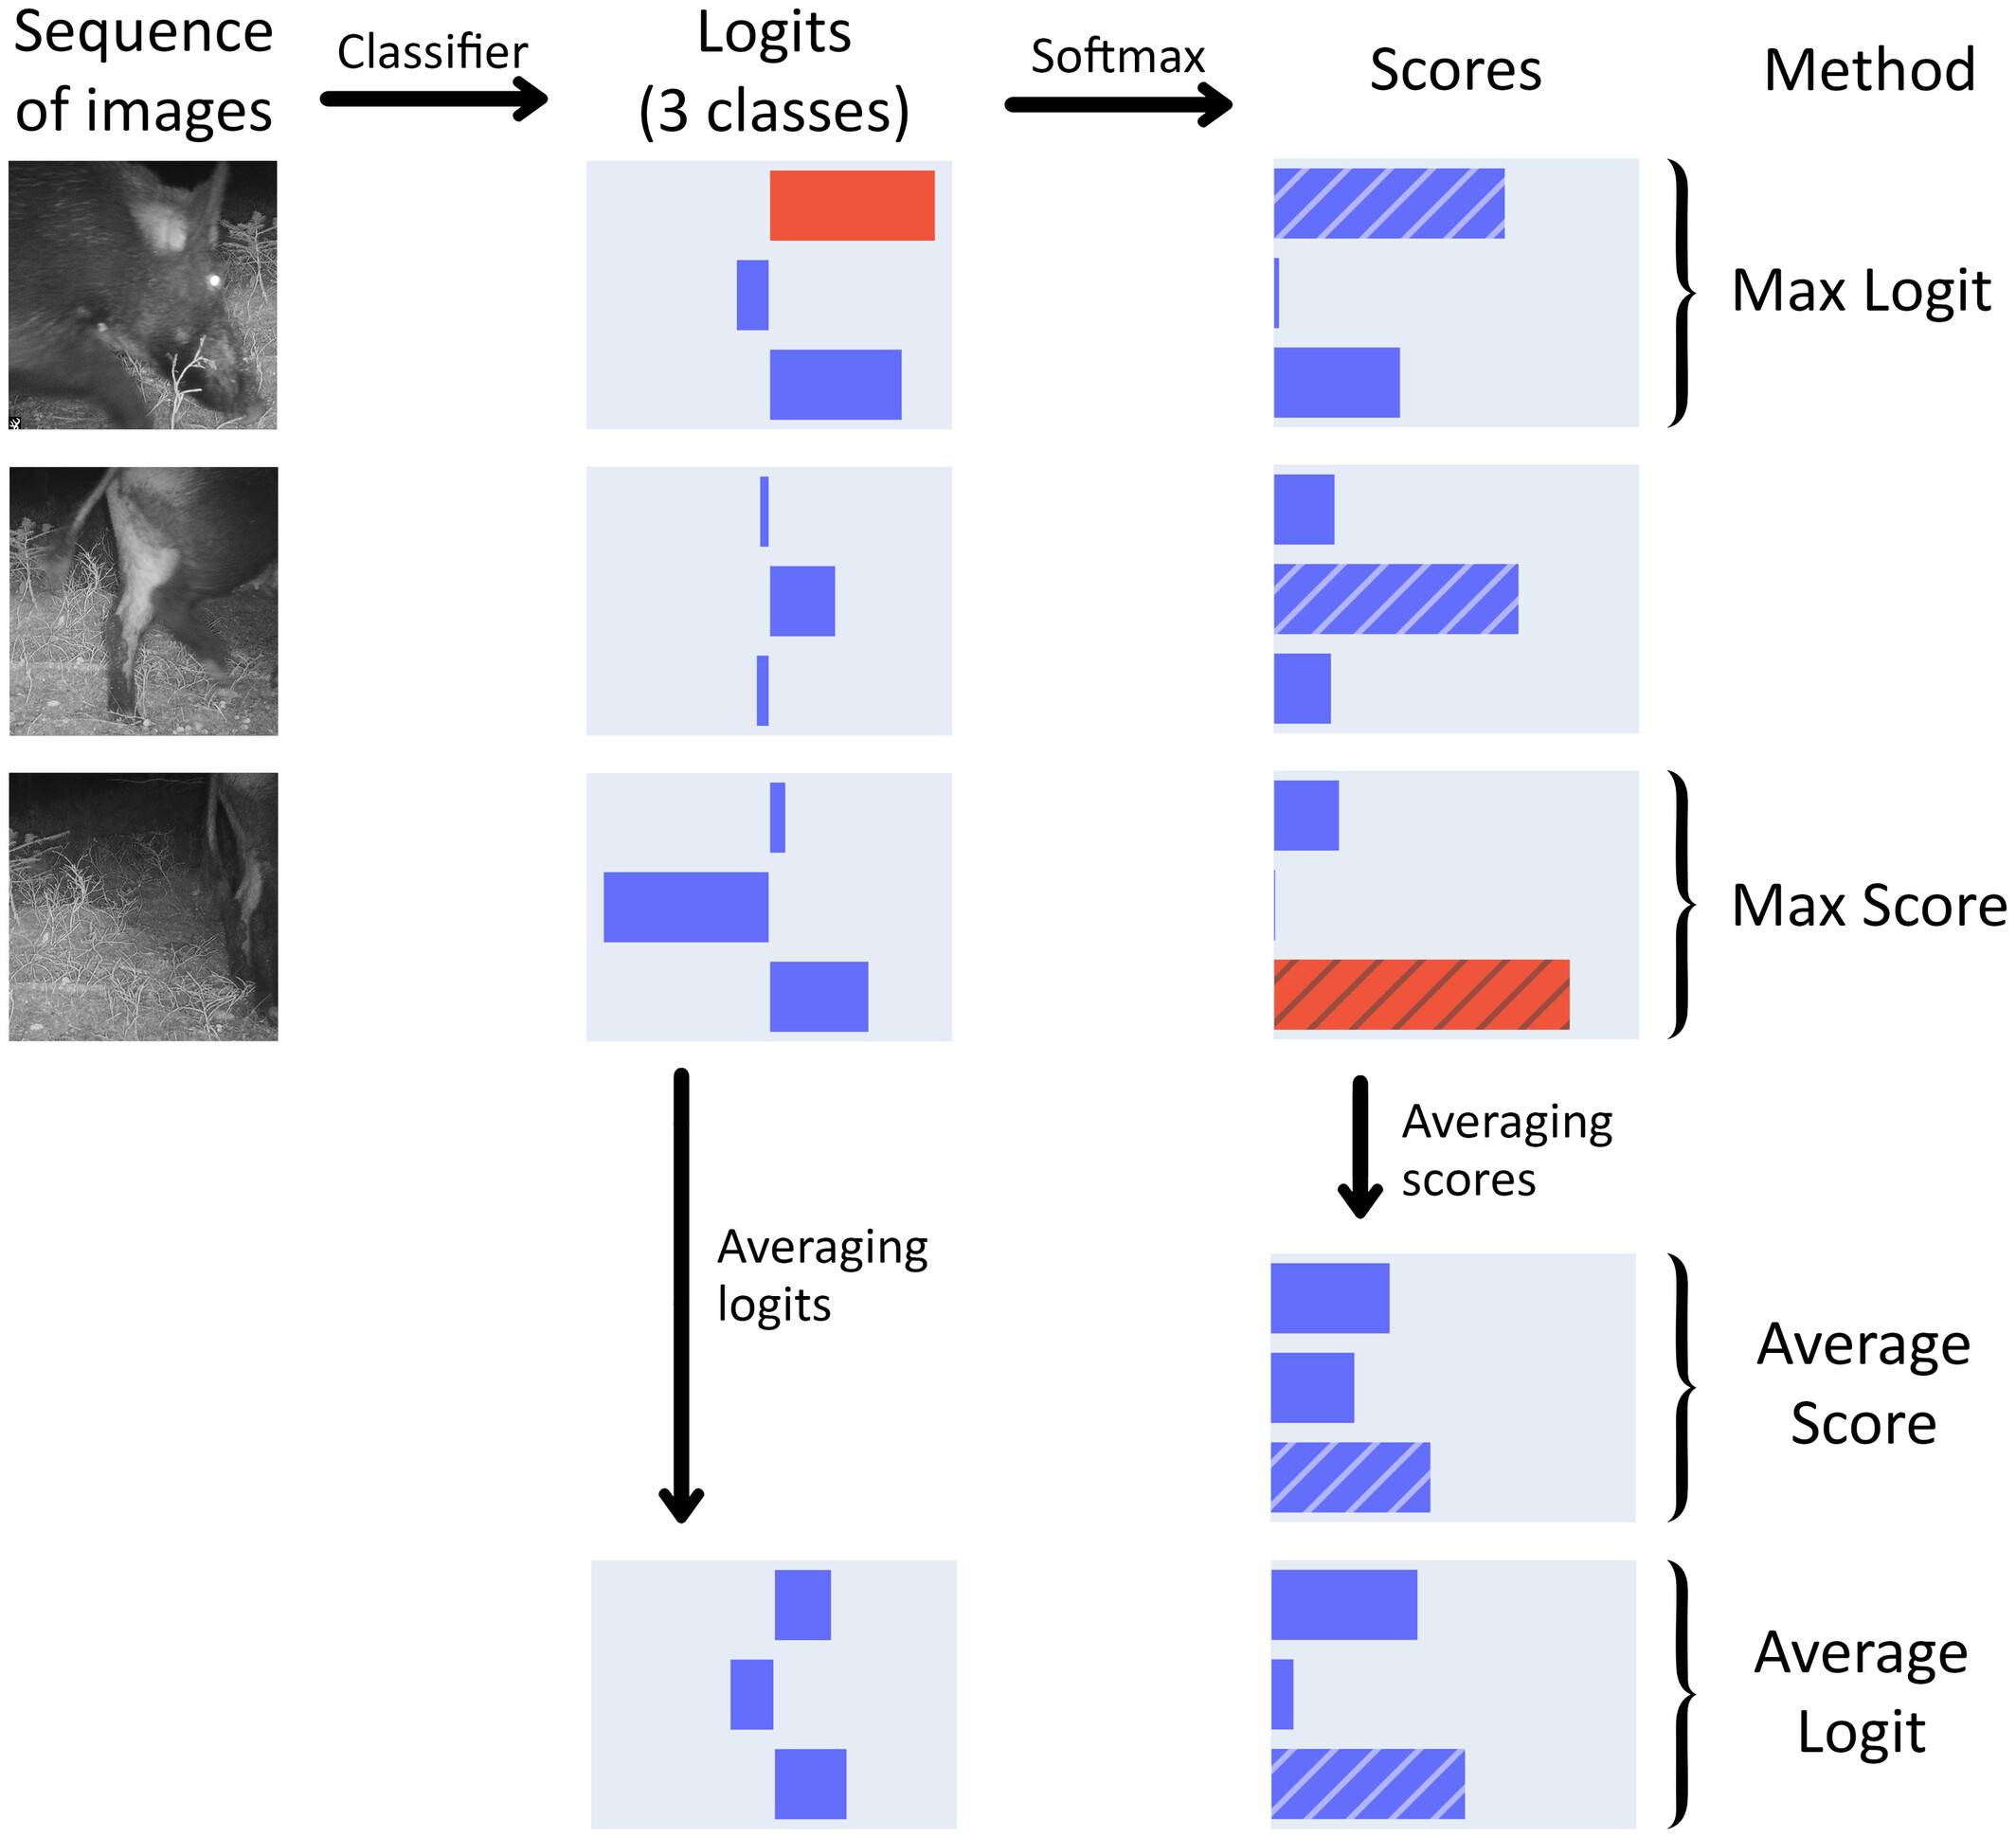 Sequence
of images
Classifier
Logits
(3 classes)
Softmax
Scores
Method
Max Logit
Max Score
Averaging
scores
Averaging
logits
Average
Score
Average
Logit